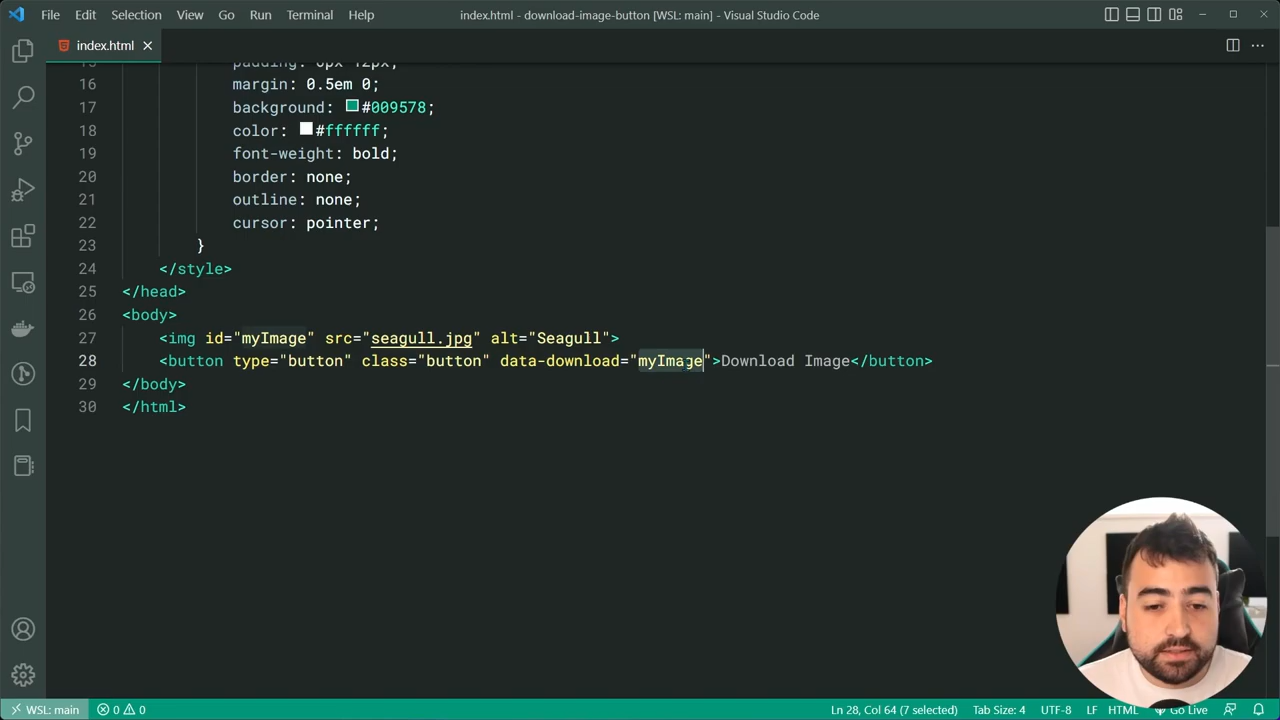 File Edit Selection View Go Run Terminal Help
index.html - download-image-button [WSL: main] - Visual Studio Code
index.html
padding: 6px 12px;
16 margin: 0.5em 0;
17 background: #009578;
18 color: #ffffff;
19 font-weight: bold;
20 border: none;
21 outline: none;
22 cursor: pointer;
23 }
24 </style>
25 </head>
26 <body>
27 <img id="myImage" src="seagull.jpg" alt="Seagull">
28 <button type="button" class="button" data-download="myImage">Download Image</button>
29 </body>
30 </html>
WSL: main 0 0 Ln 28, Col 64 (7 selected) Tab Size: 4 UTF-8 LF HTML Go Live